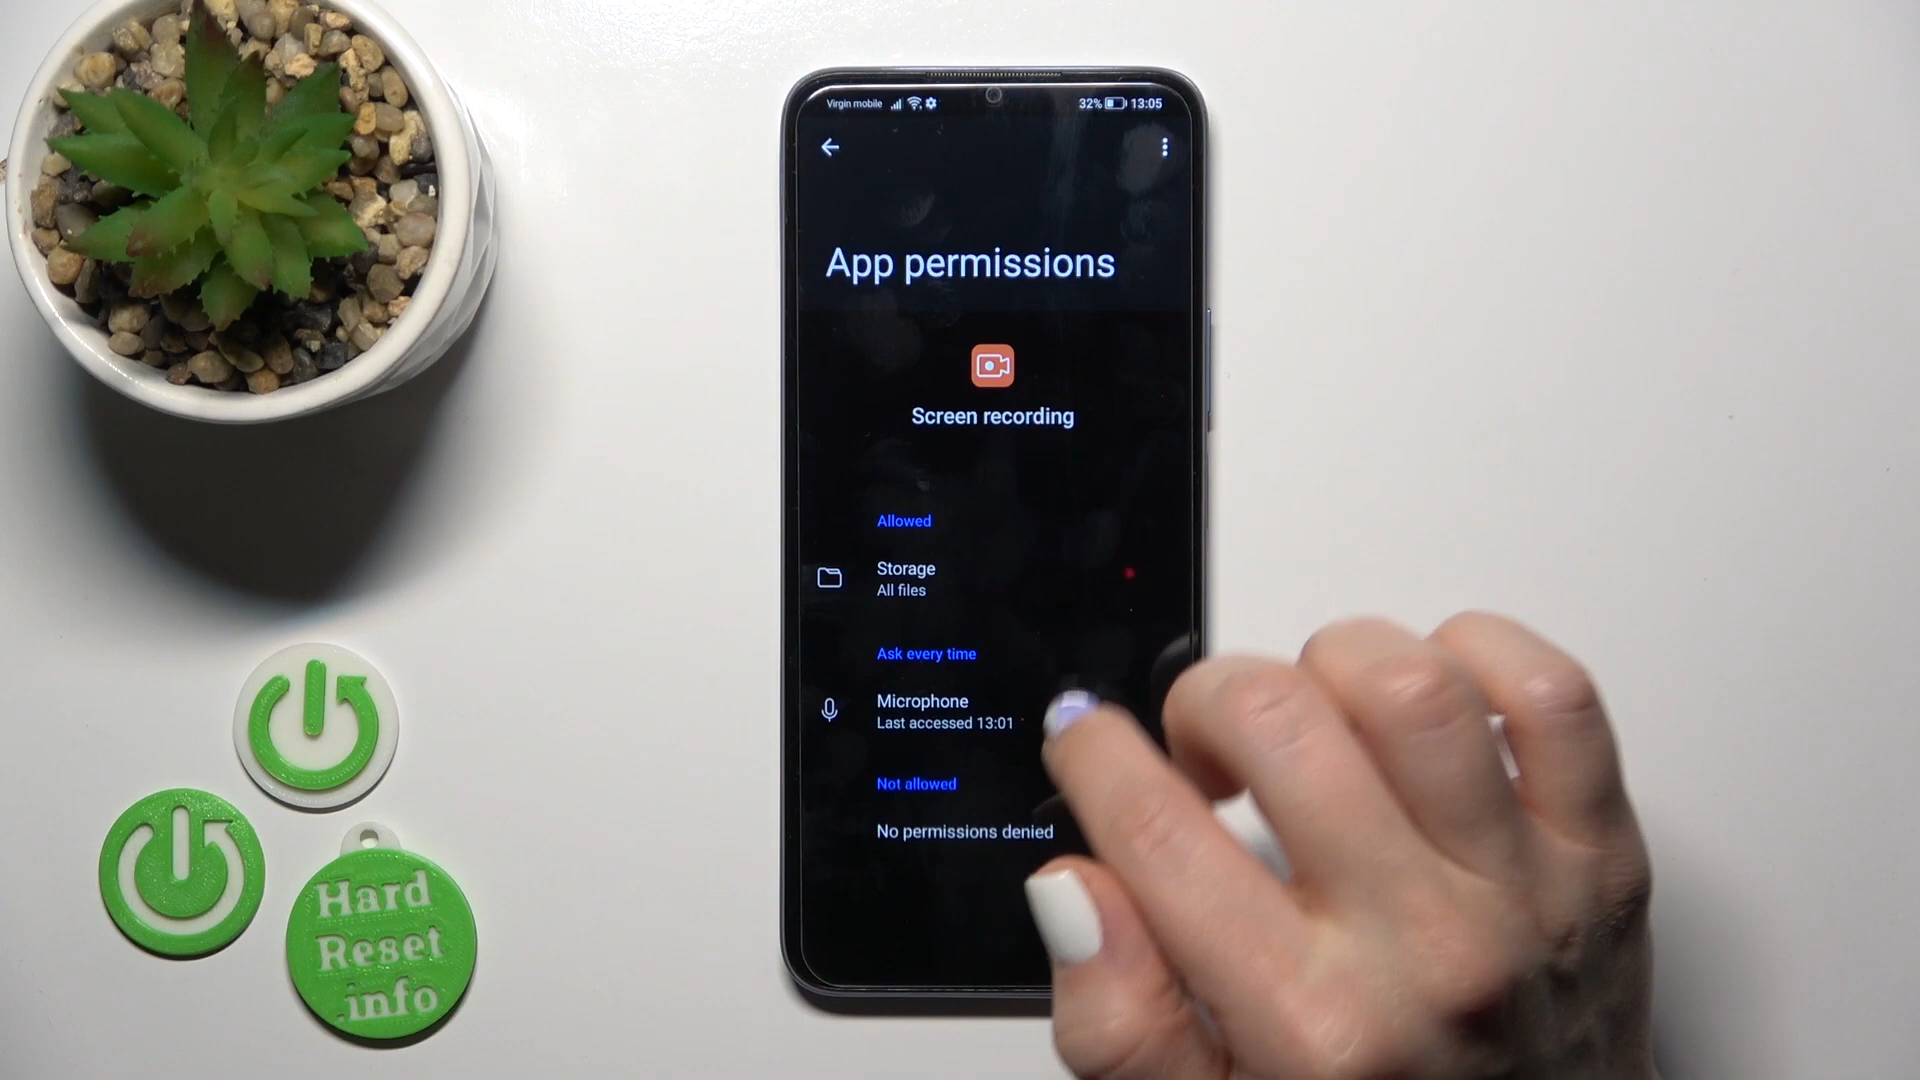 Virgin mobile
32% 13:05
App permissions
Screen recording
Allowed
Storage
All files
Ask every time
Microphone
Last accessed 13:01
Not allowed
No permissions denied
Hard
Reset
.info